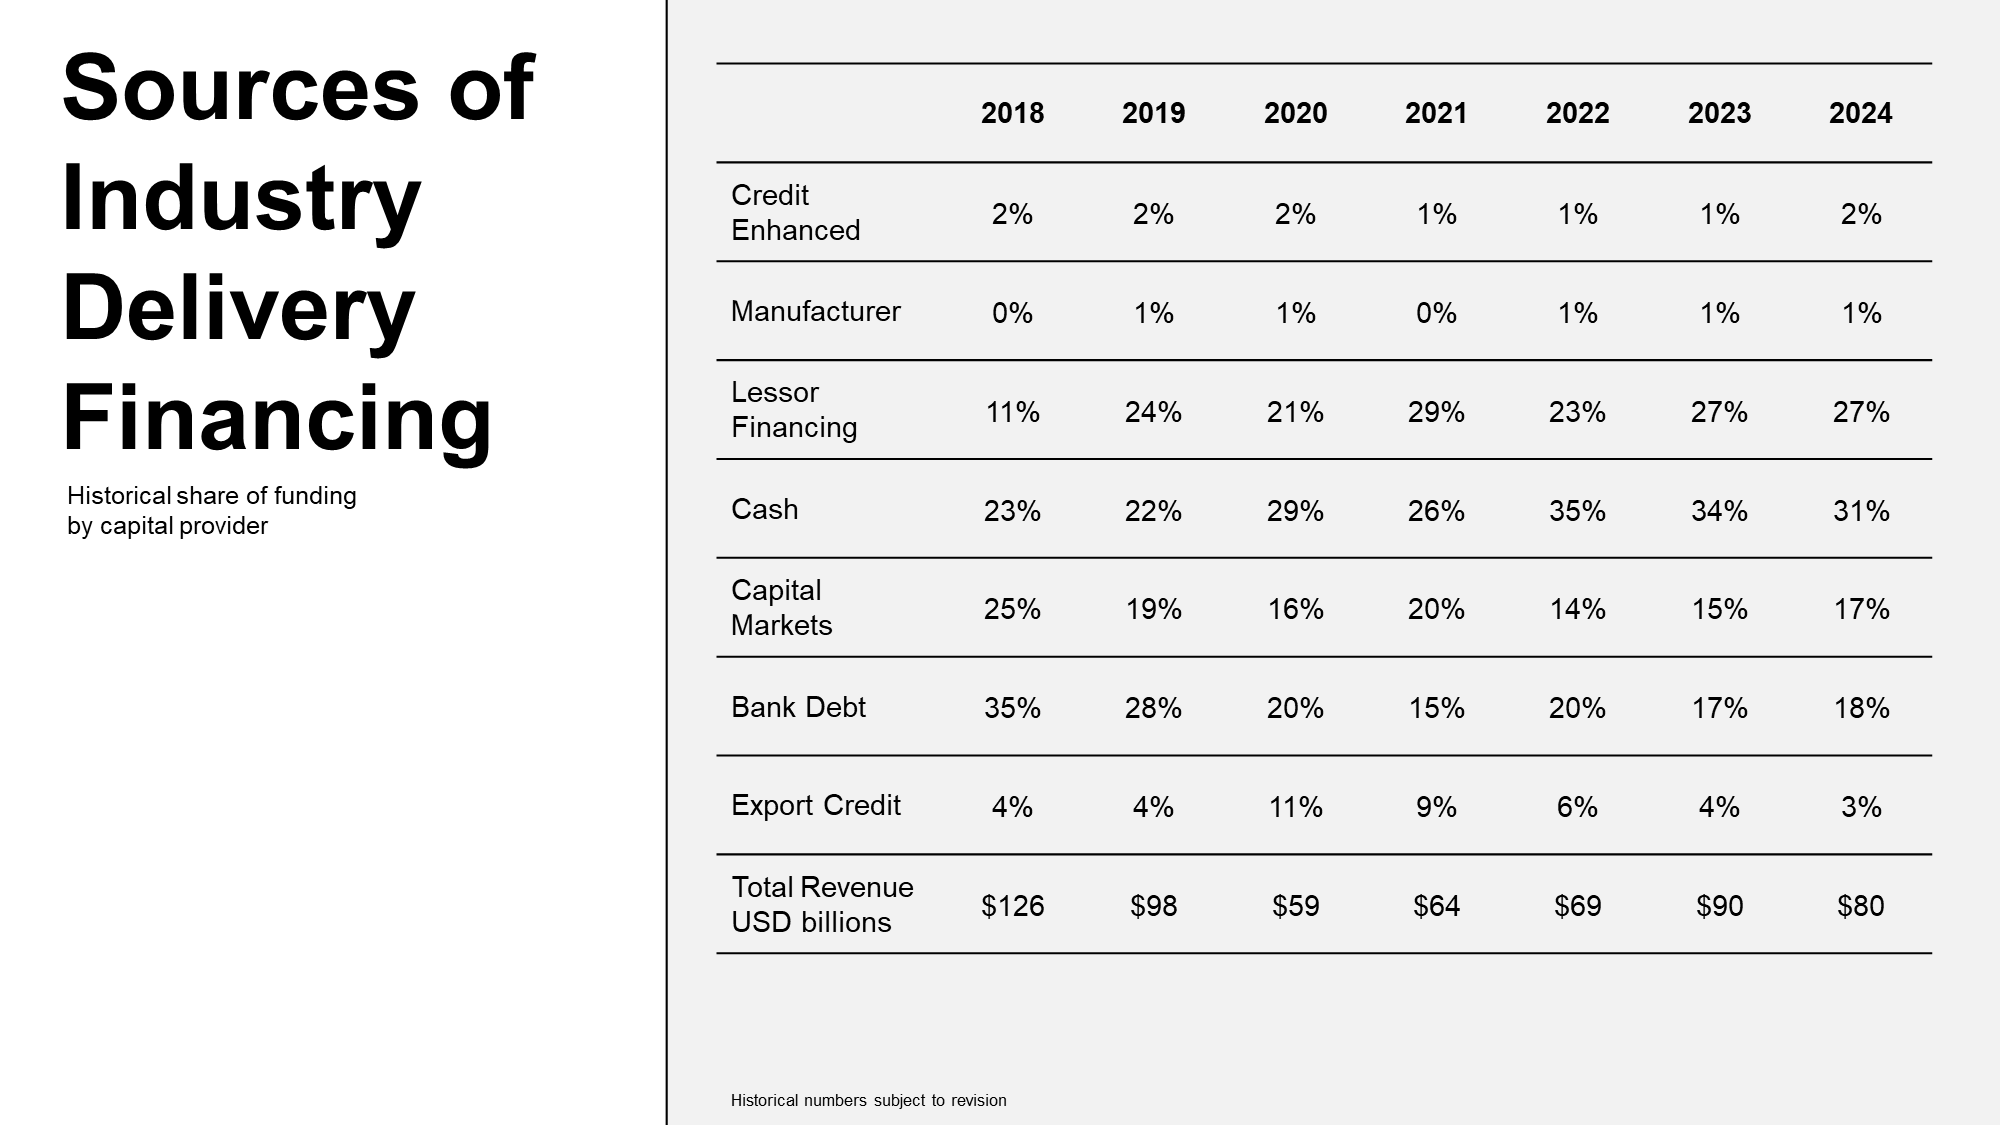 Sources of
Industry
Delivery
Financing
Historical share of funding
by capital provider
2018 2019 2020 2021 2022 2023 2024
Credit
Enhanced
2% 2% 2% 1% 1% 1% 2%
Manufacturer 0% 1% 1% 0% 1% 1% 1%
Lessor
Financing
11% 24% 21% 29% 23% 27% 27%
Cash 23% 22% 29% 26% 35% 34% 31%
Capital
Markets
25% 19% 16% 20% 14% 15% 17%
Bank Debt 35% 28% 20% 15% 20% 17% 18%
Export Credit 4% 4% 11% 9% 6% 4% 3%
Total Revenue
USD billions
$126 $98 $59 $64 $69 $90 $80
Historical numbers subject to revision